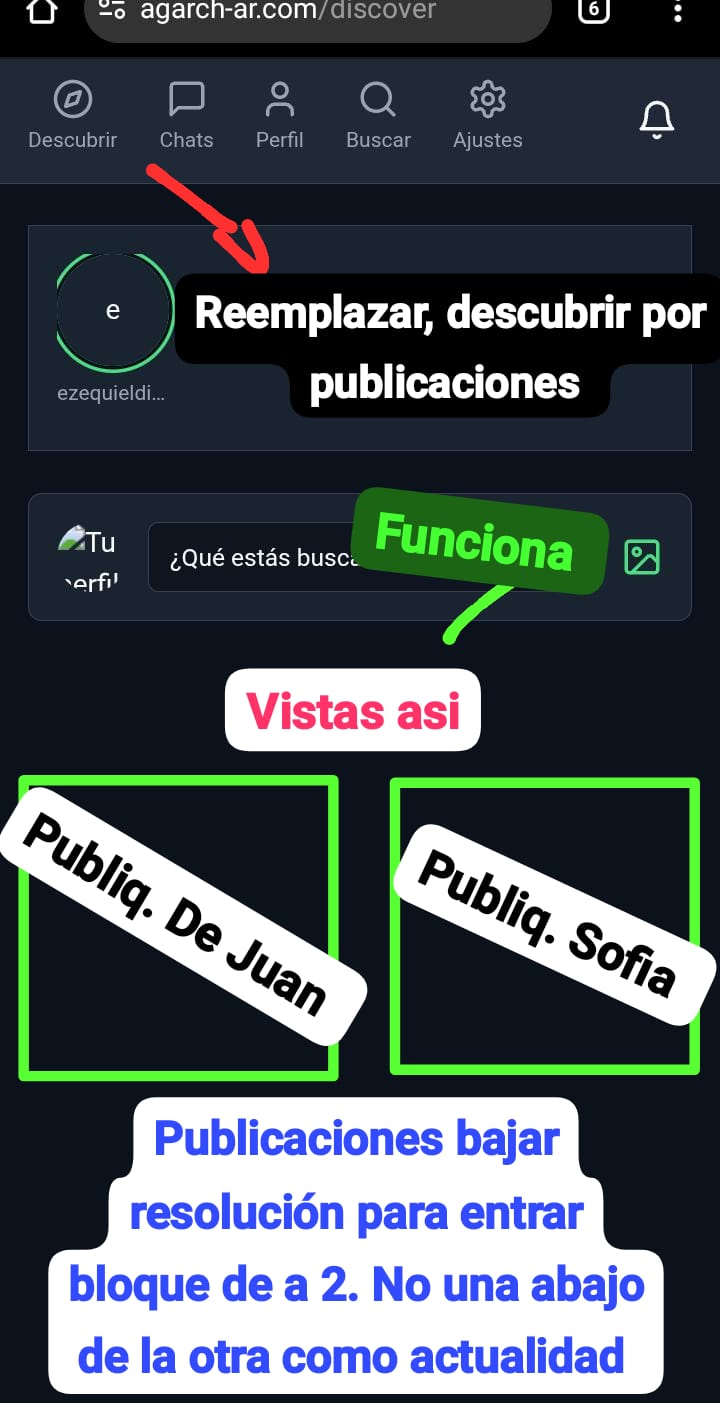 agarch-ar.com/discover
6
Descubrir Chats Perfil Buscar Ajustes
e
Reemplazar, descubrir por
publicaciones
ezequieldi...
Tu
Funciona
¿Qué estás busca
Vistas asi
Publiq. De Juan
Publiq. Sofia
Publicaciones bajar
resolución para entrar
bloque de a 2. No una abajo
de la otra como actualidad